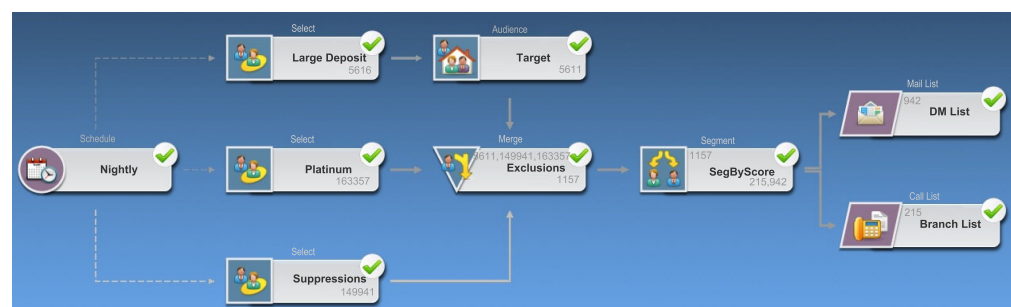 Select
Large Deposit
5616
Audience
Target
5611
Schedule
Nightly
Select
Platinum
163357
Merge
5611,149941,163357
Exclusions
1157
Segment
1157
SegByScore
215,942
Mail List
942
DM List
Call List
215
Branch List
Select
Suppressions
149941